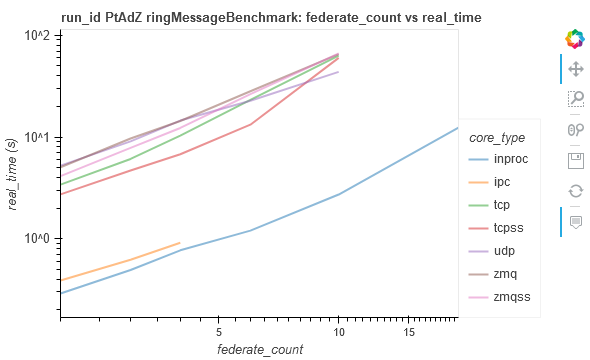 run_id PtAdZ ringMessageBenchmark: federate_count vs real_time
10^2
10^1
10^0
real_time (s)
5
10
15
federate_count
core_type
inproc
ipc
tcp
tcpss
udp
zmq
zmqss